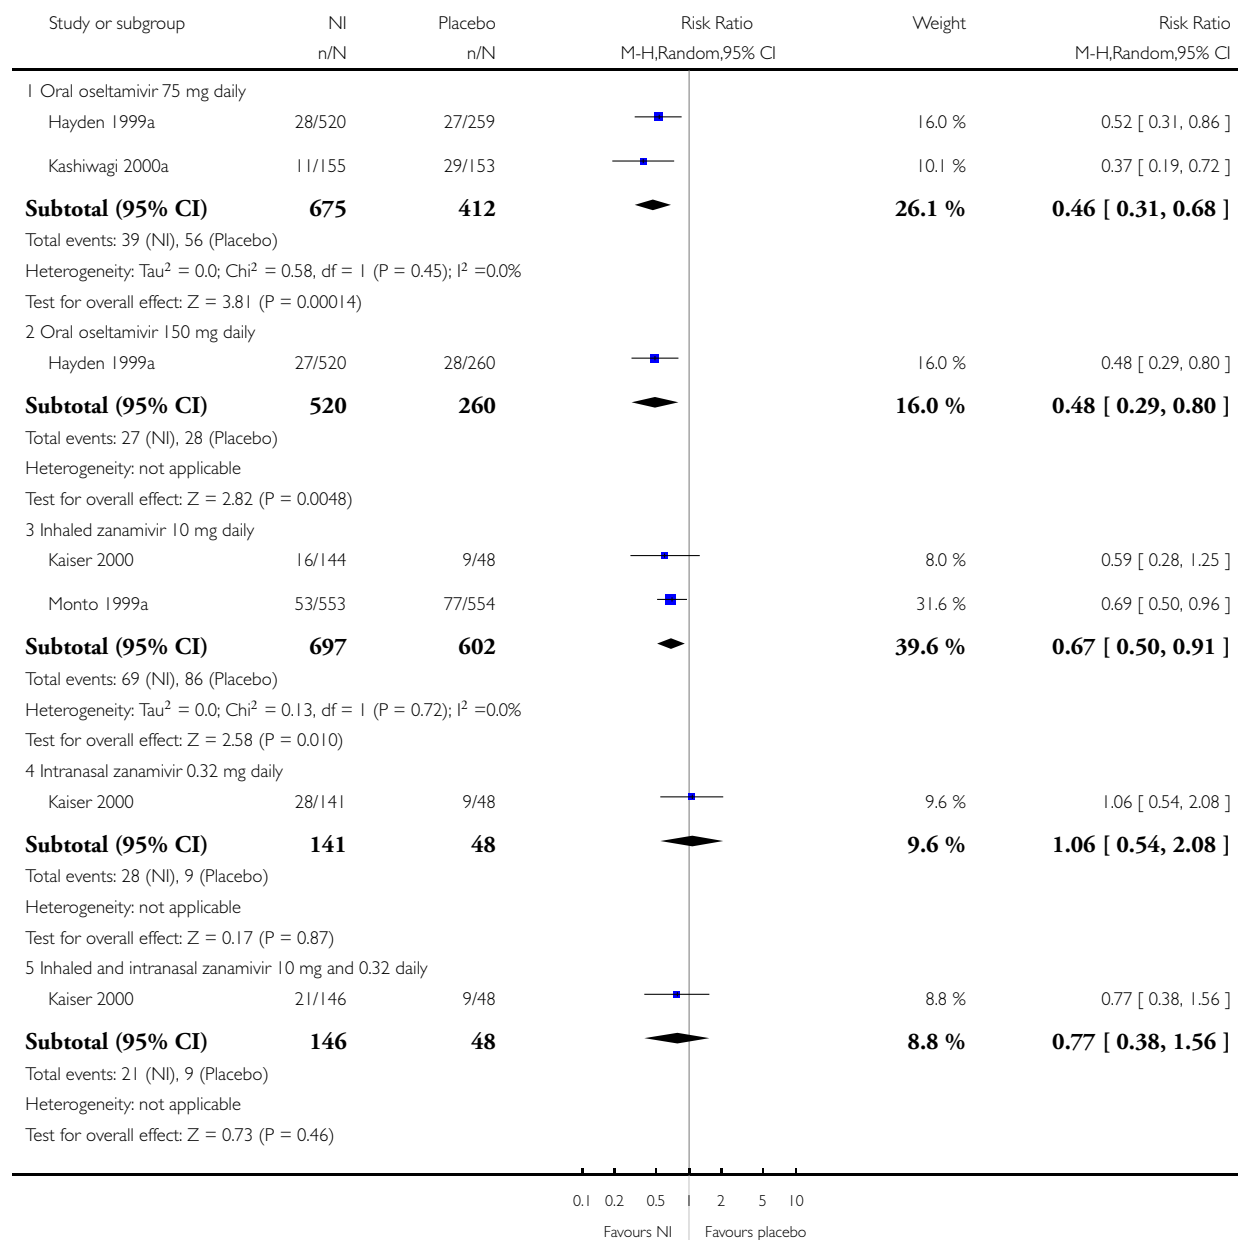 Study or subgroup NI Placebo Risk Ratio Weight Risk Ratio
n/N n/N M-H,Random,95% CI M-H,Random,95% CI
1 Oral oseltamivir 75 mg daily
Hayden 1999a 28/520 27/259 16.0 % 0.52 [ 0.31, 0.86 ]
Kashiwagi 2000a 11/155 29/153 10.1 % 0.37 [ 0.19, 0.72 ]
Subtotal (95% CI) 675 412 26.1 % 0.46 [ 0.31, 0.68 ]
Total events: 39 (NI), 56 (Placebo)
Heterogeneity: Tau² = 0.0; Chi² = 0.58, df = 1 (P = 0.45); I² =0.0%
Test for overall effect: Z = 3.81 (P = 0.00014)
2 Oral oseltamivir 150 mg daily
Hayden 1999a 27/520 28/260 16.0 % 0.48 [ 0.29, 0.80 ]
Subtotal (95% CI) 520 260 16.0 % 0.48 [ 0.29, 0.80 ]
Total events: 27 (NI), 28 (Placebo)
Heterogeneity: not applicable
Test for overall effect: Z = 2.82 (P = 0.0048)
3 Inhaled zanamivir 10 mg daily
Kaiser 2000 16/144 9/48 8.0 % 0.59 [ 0.28, 1.25 ]
Monto 1999a 53/553 77/554 31.6 % 0.69 [ 0.50, 0.96 ]
Subtotal (95% CI) 697 602 39.6 % 0.67 [ 0.50, 0.91 ]
Total events: 69 (NI), 86 (Placebo)
Heterogeneity: Tau² = 0.0; Chi² = 0.13, df = 1 (P = 0.72); I² =0.0%
Test for overall effect: Z = 2.58 (P = 0.010)
4 Intranasal zanamivir 0.32 mg daily
Kaiser 2000 28/141 9/48 9.6 % 1.06 [ 0.54, 2.08 ]
Subtotal (95% CI) 141 48 9.6 % 1.06 [ 0.54, 2.08 ]
Total events: 28 (NI), 9 (Placebo)
Heterogeneity: not applicable
Test for overall effect: Z = 0.17 (P = 0.87)
5 Inhaled and intranasal zanamivir 10 mg and 0.32 daily
Kaiser 2000 21/146 9/48 8.8 % 0.77 [ 0.38, 1.56 ]
Subtotal (95% CI) 146 48 8.8 % 0.77 [ 0.38, 1.56 ]
Total events: 21 (NI), 9 (Placebo)
Heterogeneity: not applicable
Test for overall effect: Z = 0.73 (P = 0.46)
0.1 0.2 0.5 1 2 5 10
Favours NI Favours placebo